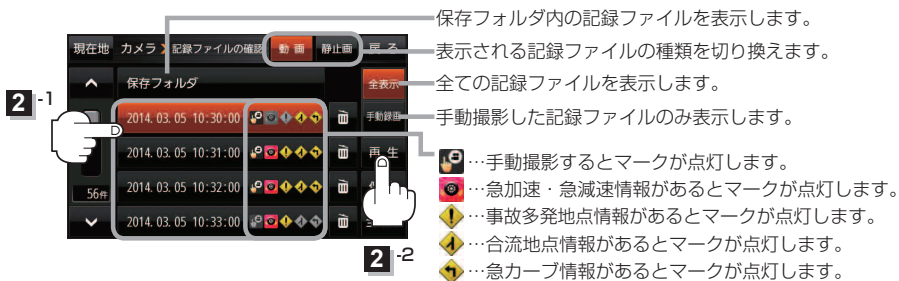 保存フォルダ内の記録ファイルを表示します。
現在地 カメラ 記録ファイルの確認 動画 静止画 戻る
表示される記録ファイルの種類を切り換えます。
保存フォルダ 全表示
全ての記録ファイルを表示します。
2-1
2014. 03. 05 10:30:00 手動録画
手動撮影した記録ファイルのみ表示します。
2014. 03. 05 10:31:00 再生
…手動撮影するとマークが点灯します。
56件 2014. 03. 05 10:32:00
…急加速・急減速情報があるとマークが点灯します。
2014. 03. 05 10:33:00
…事故多発地点情報があるとマークが点灯します。
…合流地点情報があるとマークが点灯します。
2-2
…急カーブ情報があるとマークが点灯します。